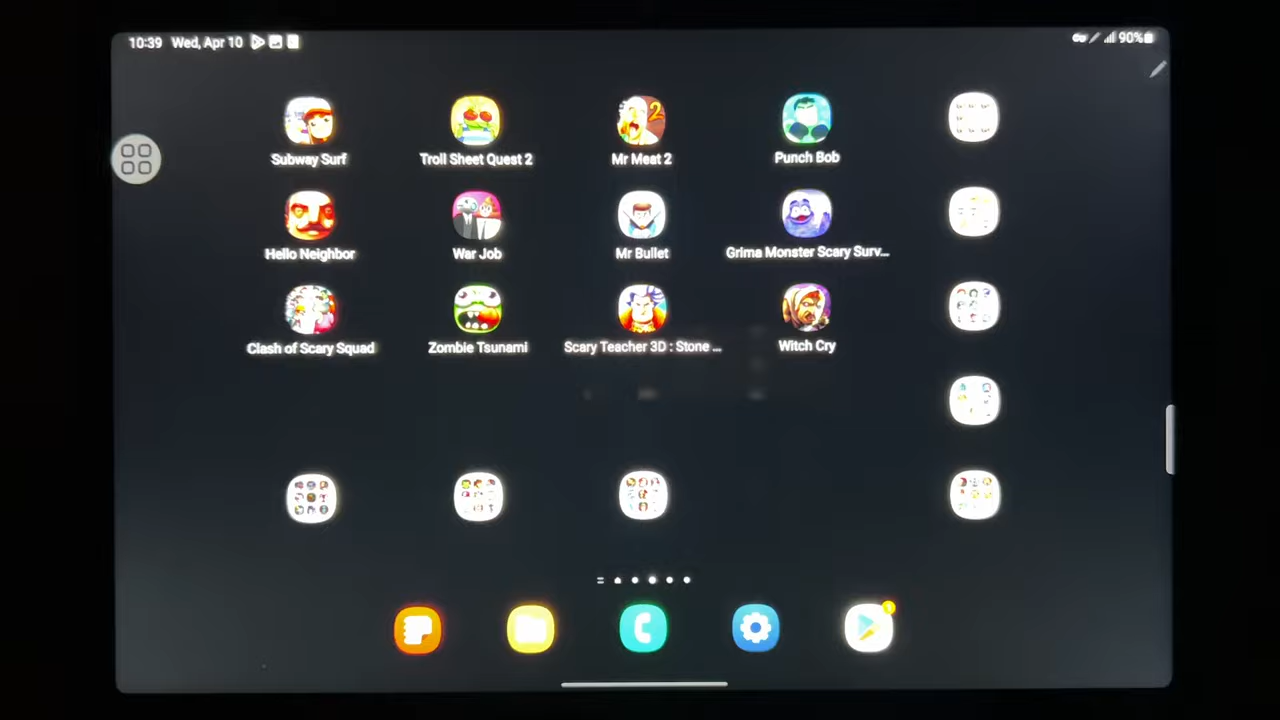 10:39 Wed, Apr 10
90%
Subway Surf
Troll Sheet Quest 2
Mr Meat 2
Punch Bob
Hello Neighbor
War Job
Mr Bullet
Grima Monster Scary Surv...
Clash of Scary Squad
Zombie Tsunami
Scary Teacher 3D : Stone ...
Witch Cry